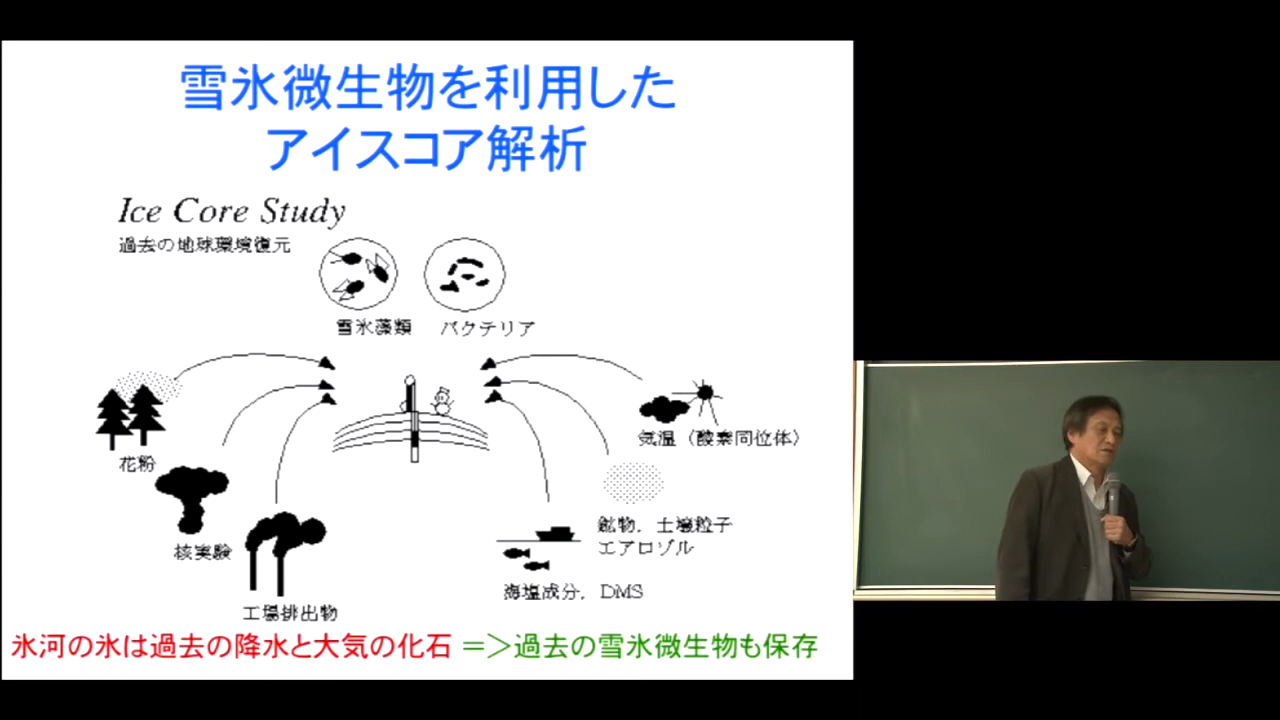 雪氷微生物を利用した
アイスコア解析
Ice Core Study
過去の地球環境復元
雪氷藻類
バクテリア
花粉
気温（酸素同位体）
核実験
鉱物，土壌粒子
エアロゾル
工場排出物
海塩成分，DMS
氷河の氷は過去の降水と大気の化石 ＝＞過去の雪氷微生物も保存